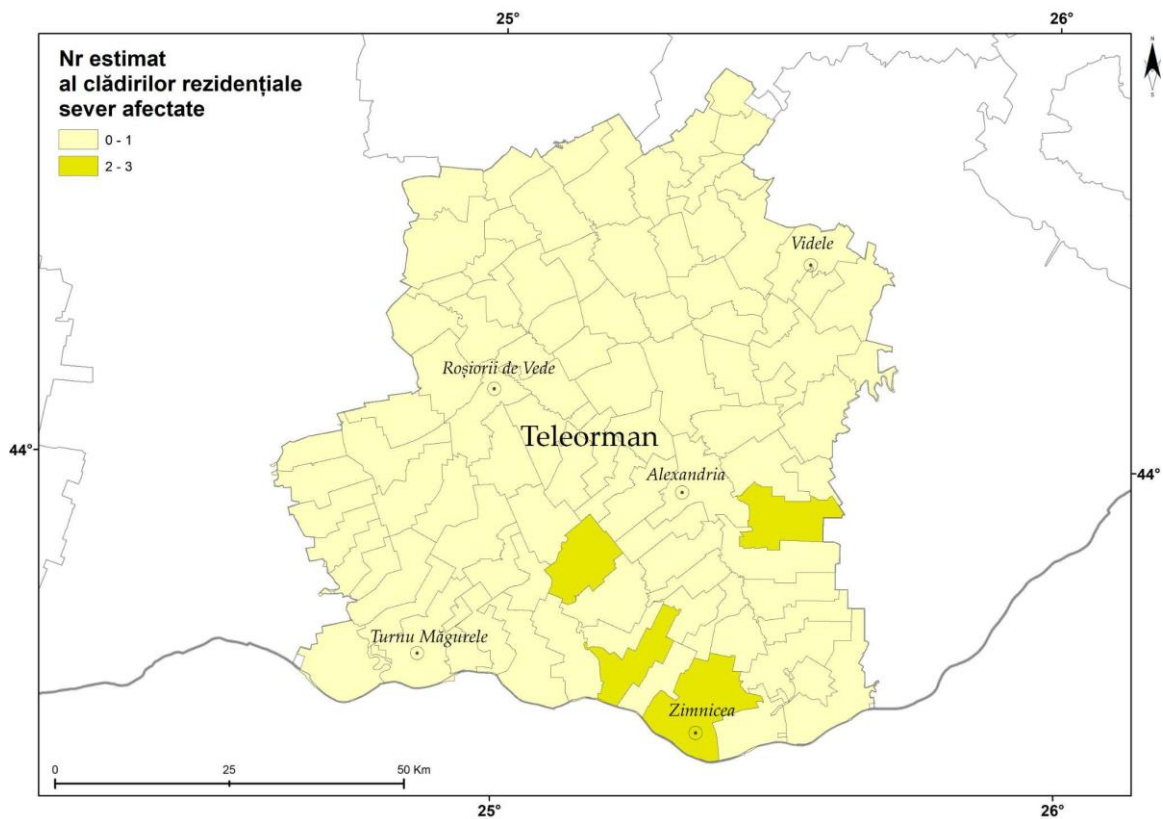 25°
26°
N
Nr estimat
al clădirilor rezidențiale
sever afectate
0 - 1
2 - 3
S
Videle
Roșiorii de Vede
Teleorman
44°
Alexandria
44°
Turnu Măgurele
Zimnicea
0
25
50 Km
25°
26°